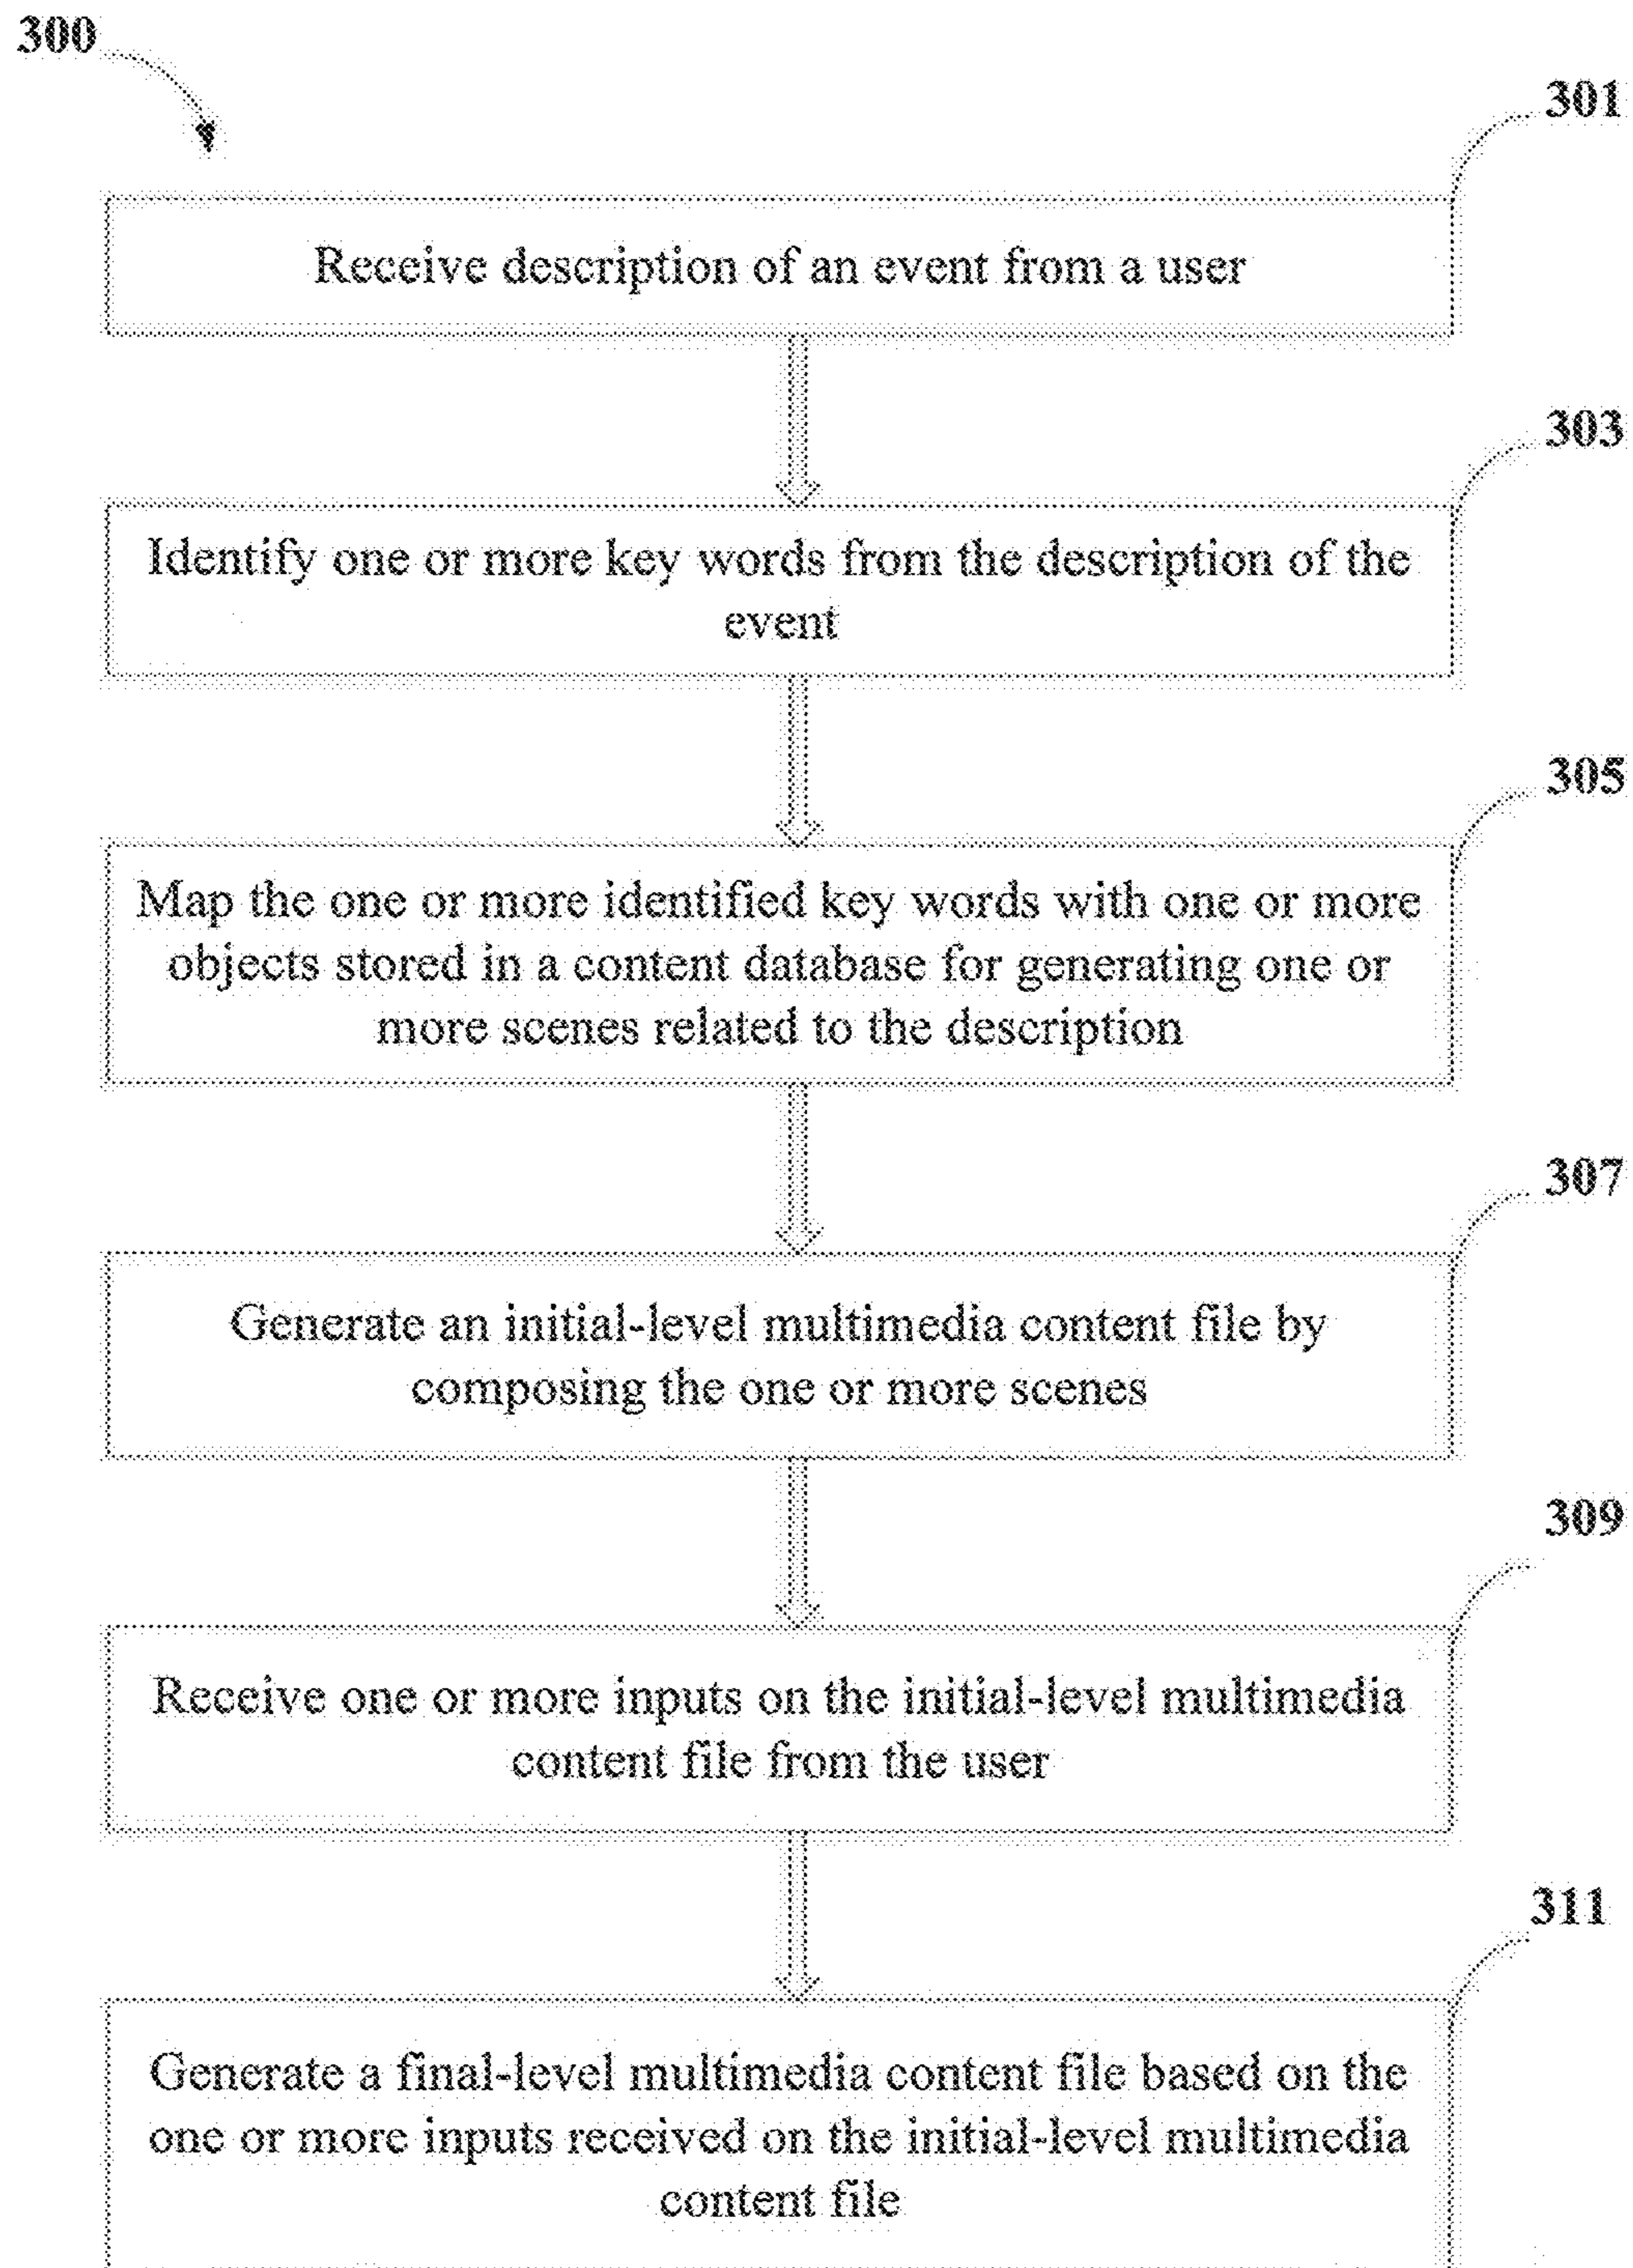 300
301
Receive description of an event from a user
303
Identify one or more key words from the description of the
event
305
Map the one or more identified key words with one or more
objects stored in a content database for generating one or
more scenes related to the description
307
Generate an initial-level multimedia content file by
composing the one or more scenes
309
Receive one or more inputs on the initial-level multimedia
content file from the user
311
Generate a final-level multimedia content file based on the
one or more inputs received on the initial-level multimedia
content file